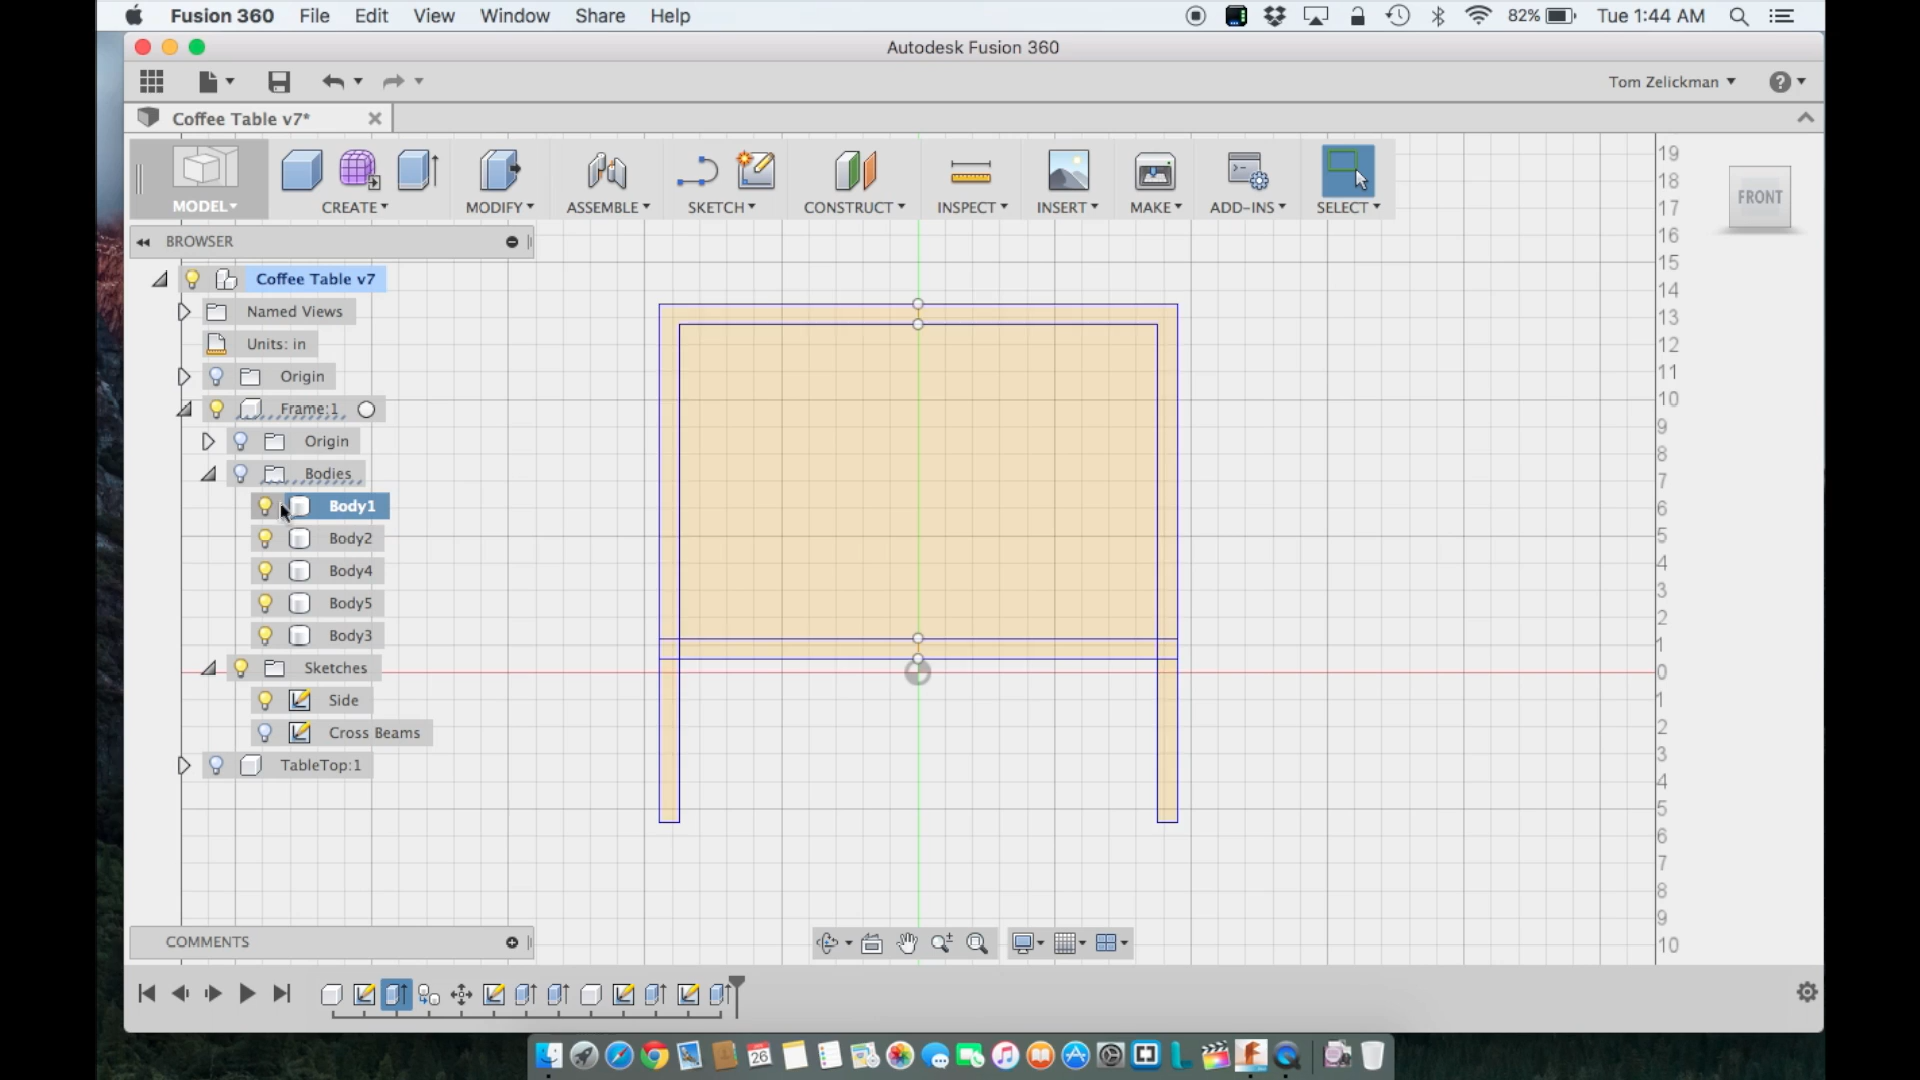 Fusion 360 File Edit View Window Share Help 82% Tue 1:44 AM
Autodesk Fusion 360
Tom Zelickman
Coffee Table v7*
MODEL CREATE MODIFY ASSEMBLE SKETCH CONSTRUCT INSPECT INSERT MAKE ADD-INS SELECT
FRONT
BROWSER
Coffee Table v7
Named Views
Units: in
Origin
Frame:1
Origin
Bodies
Body1
Body2
Body4
Body5
Body3
Sketches
Side
Cross Beams
TableTop:1
19
18
17
16
15
14
13
12
11
10
9
8
7
6
5
4
3
2
1
0
1
2
3
4
5
6
7
8
9
10
COMMENTS
26